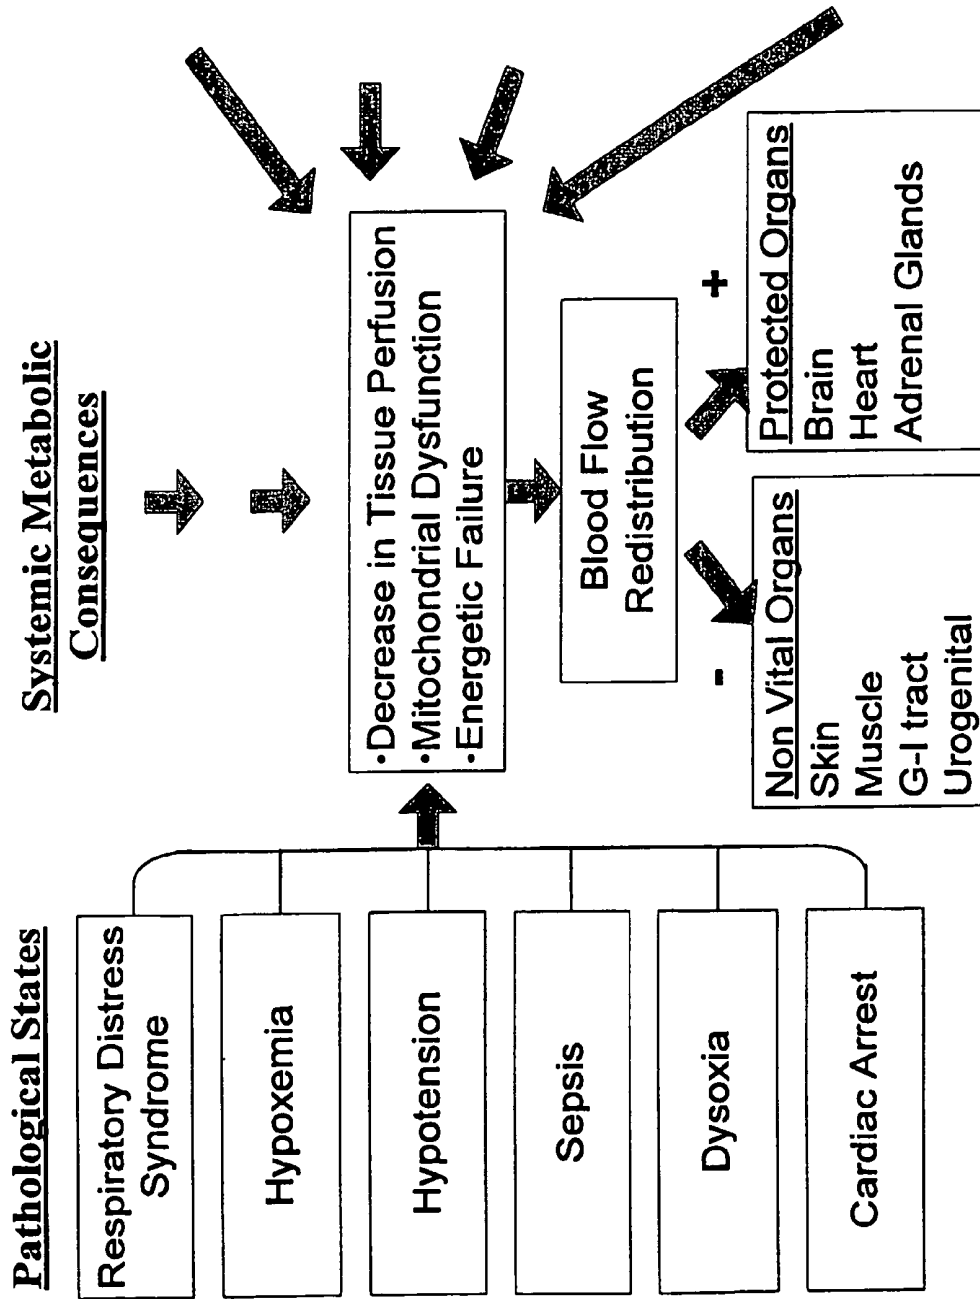 Pathological States
Respiratory Distress
Syndrome
Hypoxemia
Hypotension
Sepsis
Dysoxia
Cardiac Arrest
Systemic Metabolic
Consequences
•Decrease in Tissue Perfusion
•Mitochondrial Dysfunction
•Energetic Failure
Blood Flow
Redistribution
-
+
Non Vital Organs
Skin
Muscle
G-I tract
Urogenital
Protected Organs
Brain
Heart
Adrenal Glands